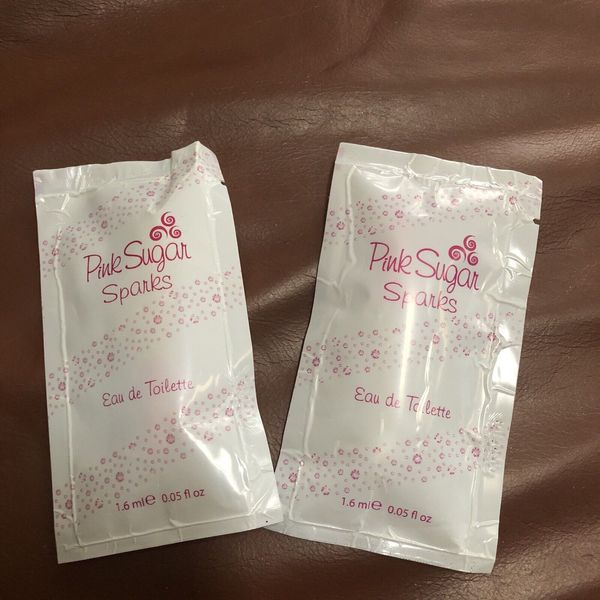 Pink Sugar
Sparks
Eau de Toilette
1.6 ml℮ 0.05 fl oz
Pink Sugar
Sparks
Eau de Toilette
1.6 ml℮ 0.05 fl oz